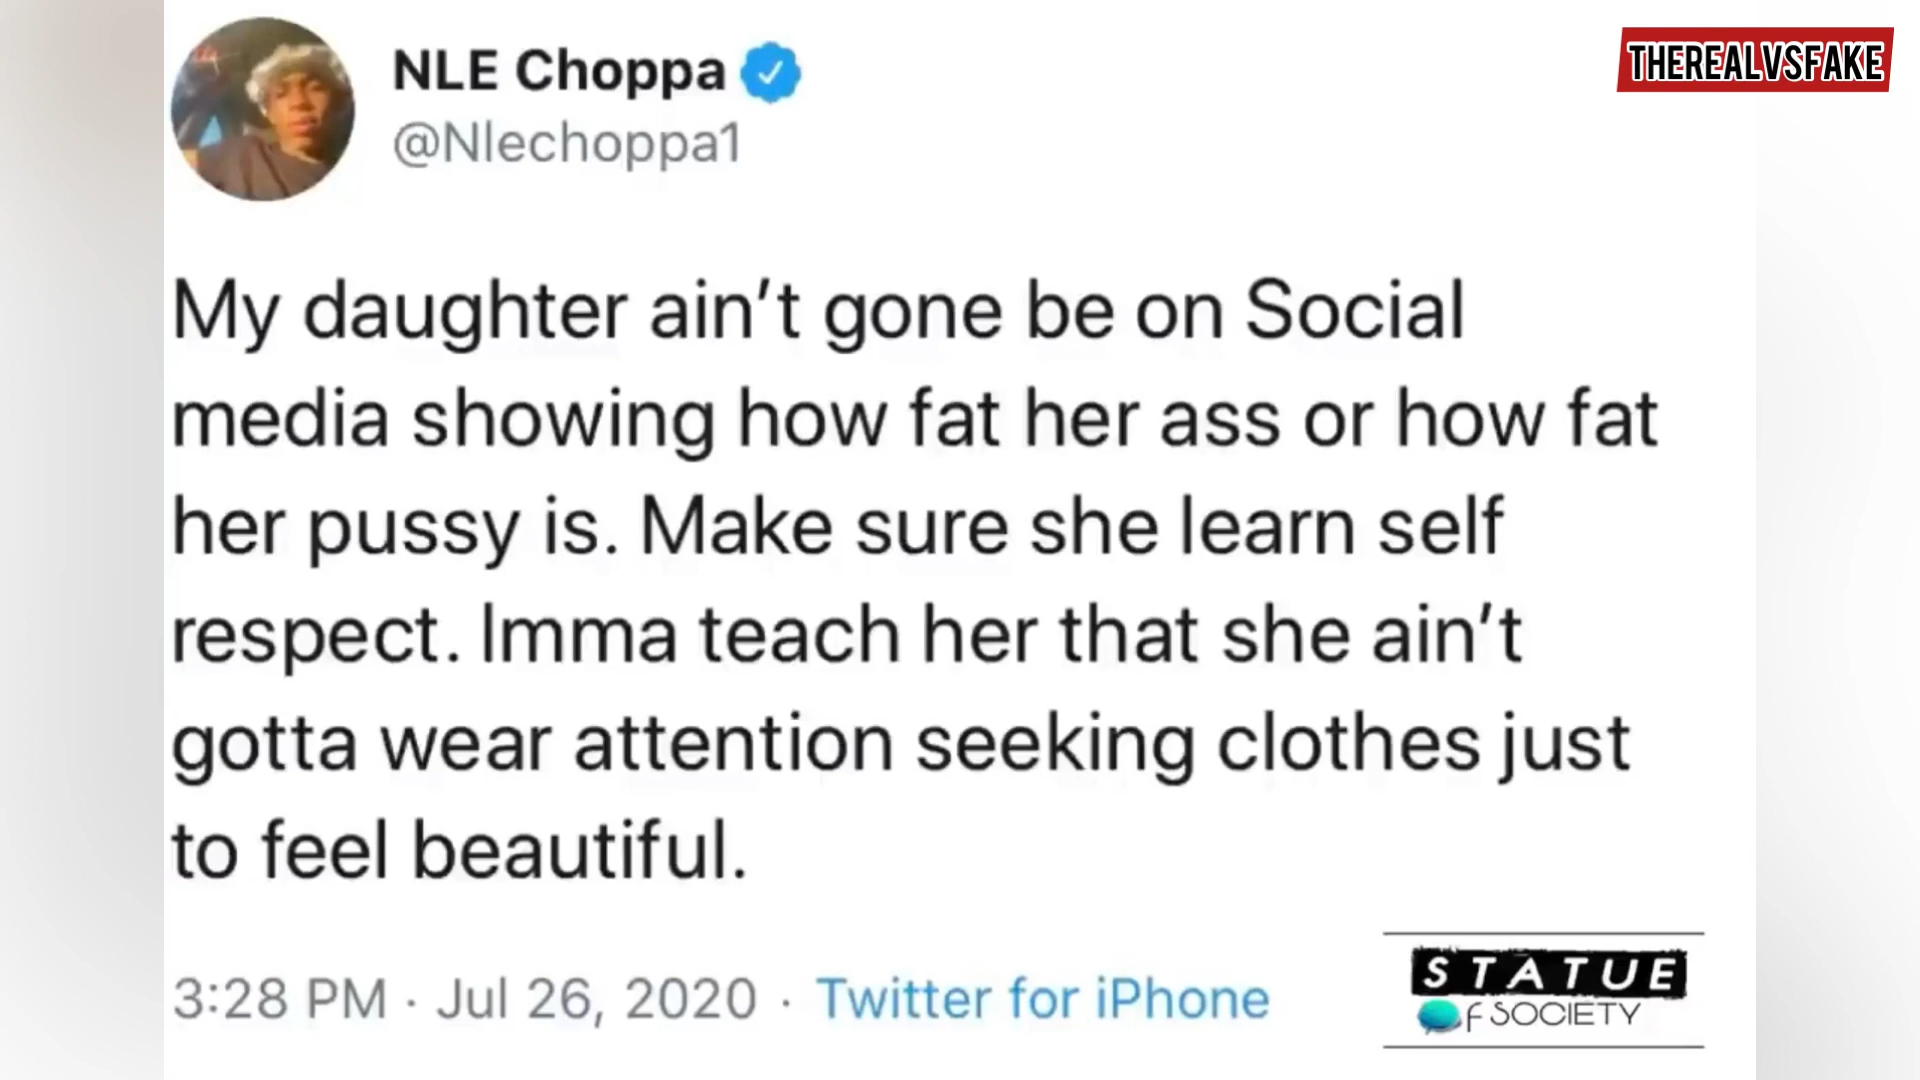 NLE Choppa
@Nlechoppa1
THEREALVSFAKE
My daughter ain't gone be on Social
media showing how fat her ass or how fat
her pussy is. Make sure she learn self
respect. Imma teach her that she ain't
gotta wear attention seeking clothes just
to feel beautiful.
3:28 PM · Jul 26, 2020 · Twitter for iPhone
STATUE
OF SOCIETY